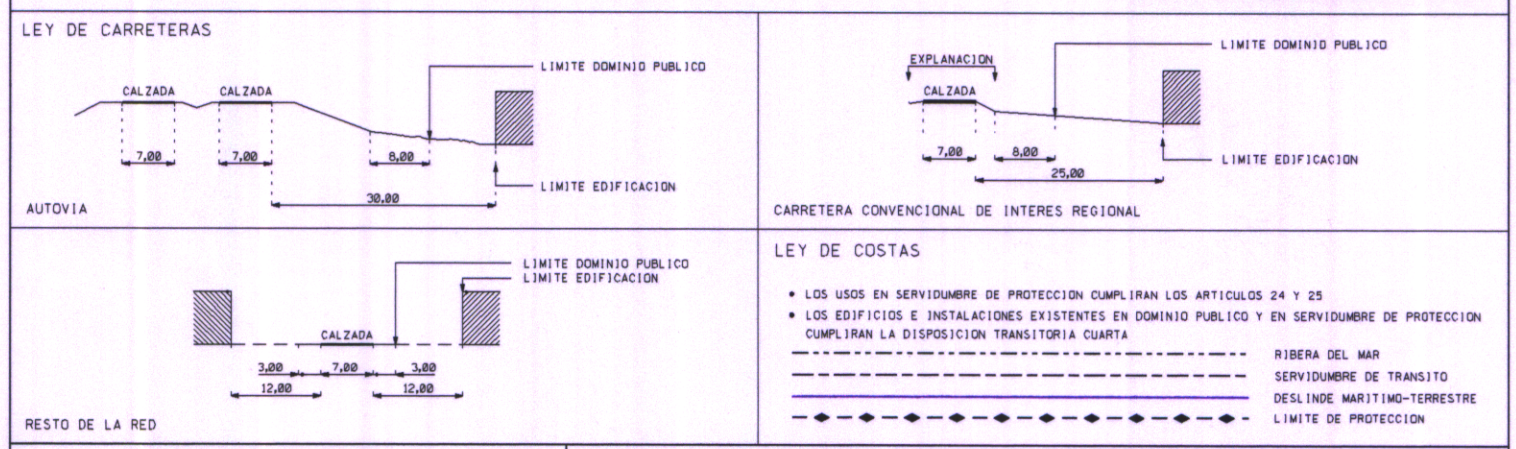 LEY DE CARRETERAS
LIMITE DOMINIO PUBLICO
CALZADA
CALZADA
7,00
7,00
8,00
30,00
LIMITE EDIFICACION
AUTOVIA
LIMITE DOMINIO PUBLICO
EXPLANACION
CALZADA
7,00
8,00
25,00
LIMITE EDIFICACION
CARRETERA CONVENCIONAL DE INTERES REGIONAL
LIMITE DOMINIO PUBLICO
LIMITE EDIFICACION
CALZADA
3,00
7,00
3,00
12,00
12,00
RESTO DE LA RED
LEY DE COSTAS
• LOS USOS EN SERVIDUMBRE DE PROTECCION CUMPLIRAN LOS ARTICULOS 24 Y 25
• LOS EDIFICIOS E INSTALACIONES EXISTENTES EN DOMINIO PUBLICO Y EN SERVIDUMBRE DE PROTECCION
CUMPLIRAN LA DISPOSICION TRANSITORIA CUARTA
RIBERA DEL MAR
SERVIDUMBRE DE TRANSITO
DESLINDE MARITIMO-TERRESTRE
LIMITE DE PROTECCION